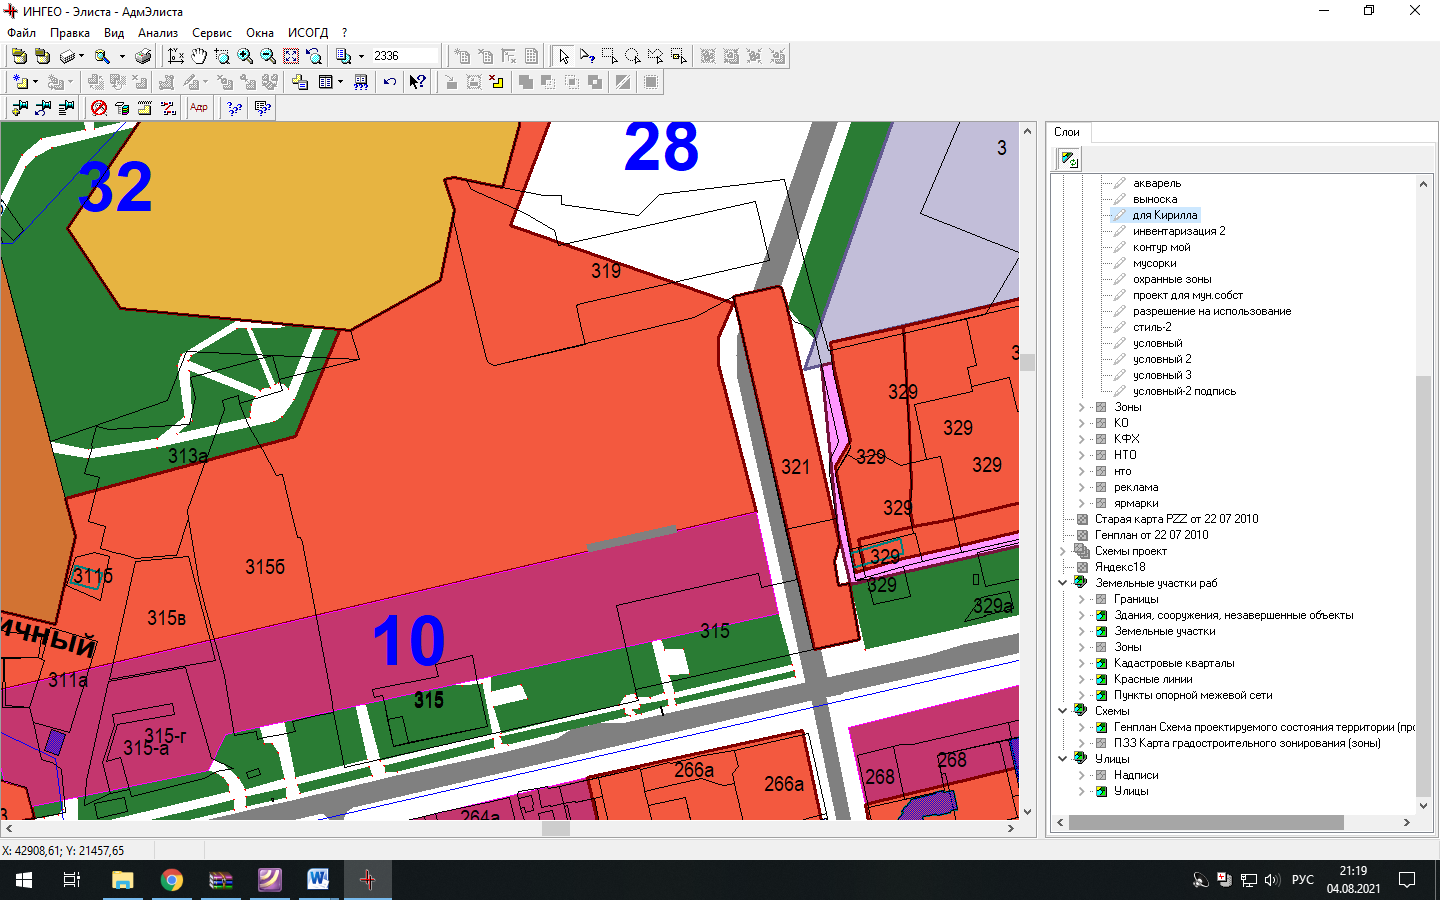 ИНГЕО - Элиста - АдмЭлиста
Файл Правка Вид Анализ Сервис Окна ИСОГД ?
2336
Адр
32
28
3
319
329
329
329
329
329
321
313а
311б
315б
329
329
329а
315в
10
315
ИЧНЫЙ
311а
315
315-г
315-а
266а
266а
268
268
264а
Слои
акварель
выноска
для Кирилла
инвентаризация 2
контур мой
мусорки
охранные зоны
проект для мун.собст
разрешение на использование
стиль-2
условный
условный 2
условный 3
условный-2 подпись
Зоны
КО
КФХ
НТО
нто
реклама
ярмарки
Старая карта PZZ от 22 07 2010
Генплан от 22 07 2010
Схемы проект
Яндекс18
Земельные участки раб
Границы
Здания, сооружения, незавершенные объекты
Земельные участки
Зоны
Кадастровые кварталы
Красные линии
Пункты опорной межевой сети
Схемы
Генплан Схема проектируемого состояния территории (прс
ПЗЗ Карта градостроительного зонирования (зоны)
Улицы
Надписи
Улицы
X: 42908,61; Y: 21457,65
РУС
21:19
04.08.2021